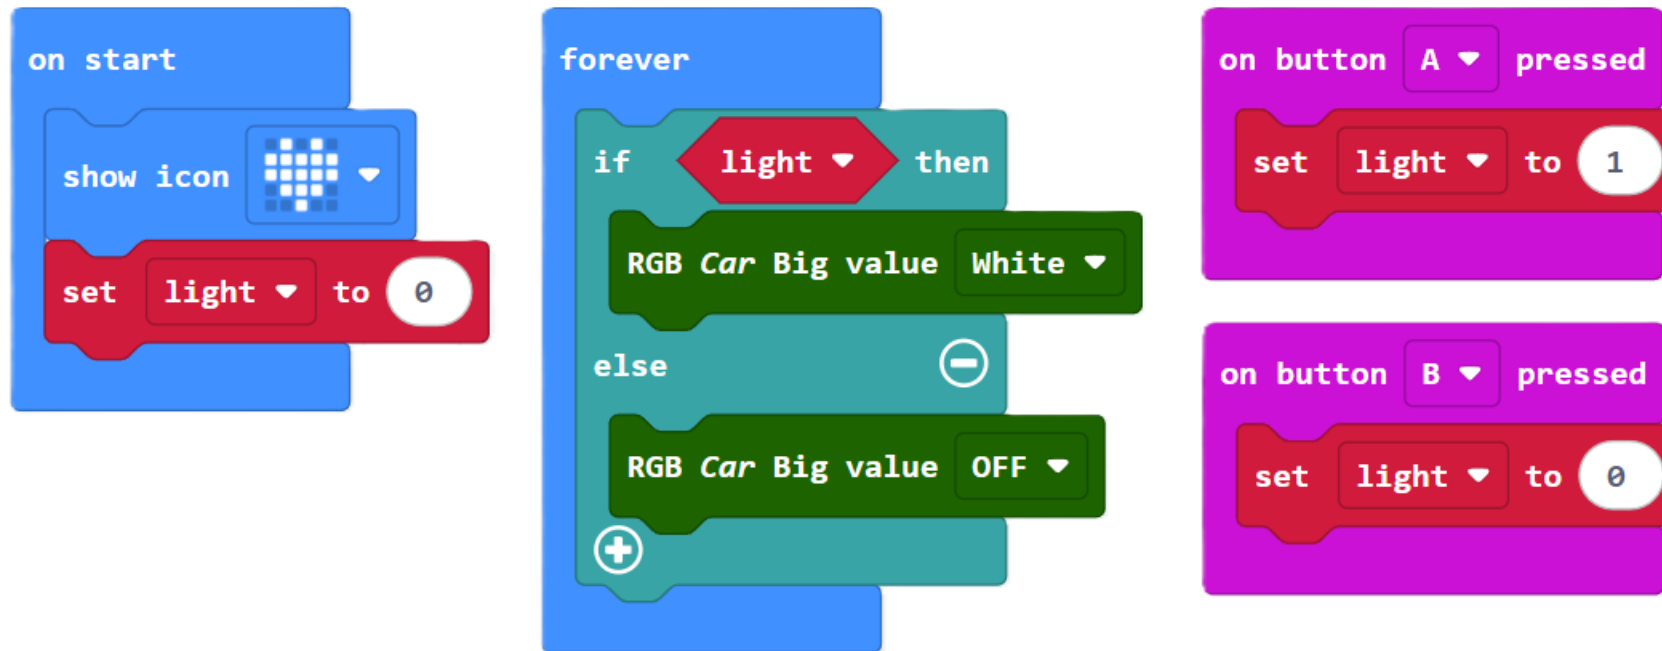 on start
show icon
set light to 0
forever
if light then
RGB Car Big value White
else
RGB Car Big value OFF
on button A pressed
set light to 1
on button B pressed
set light to 0